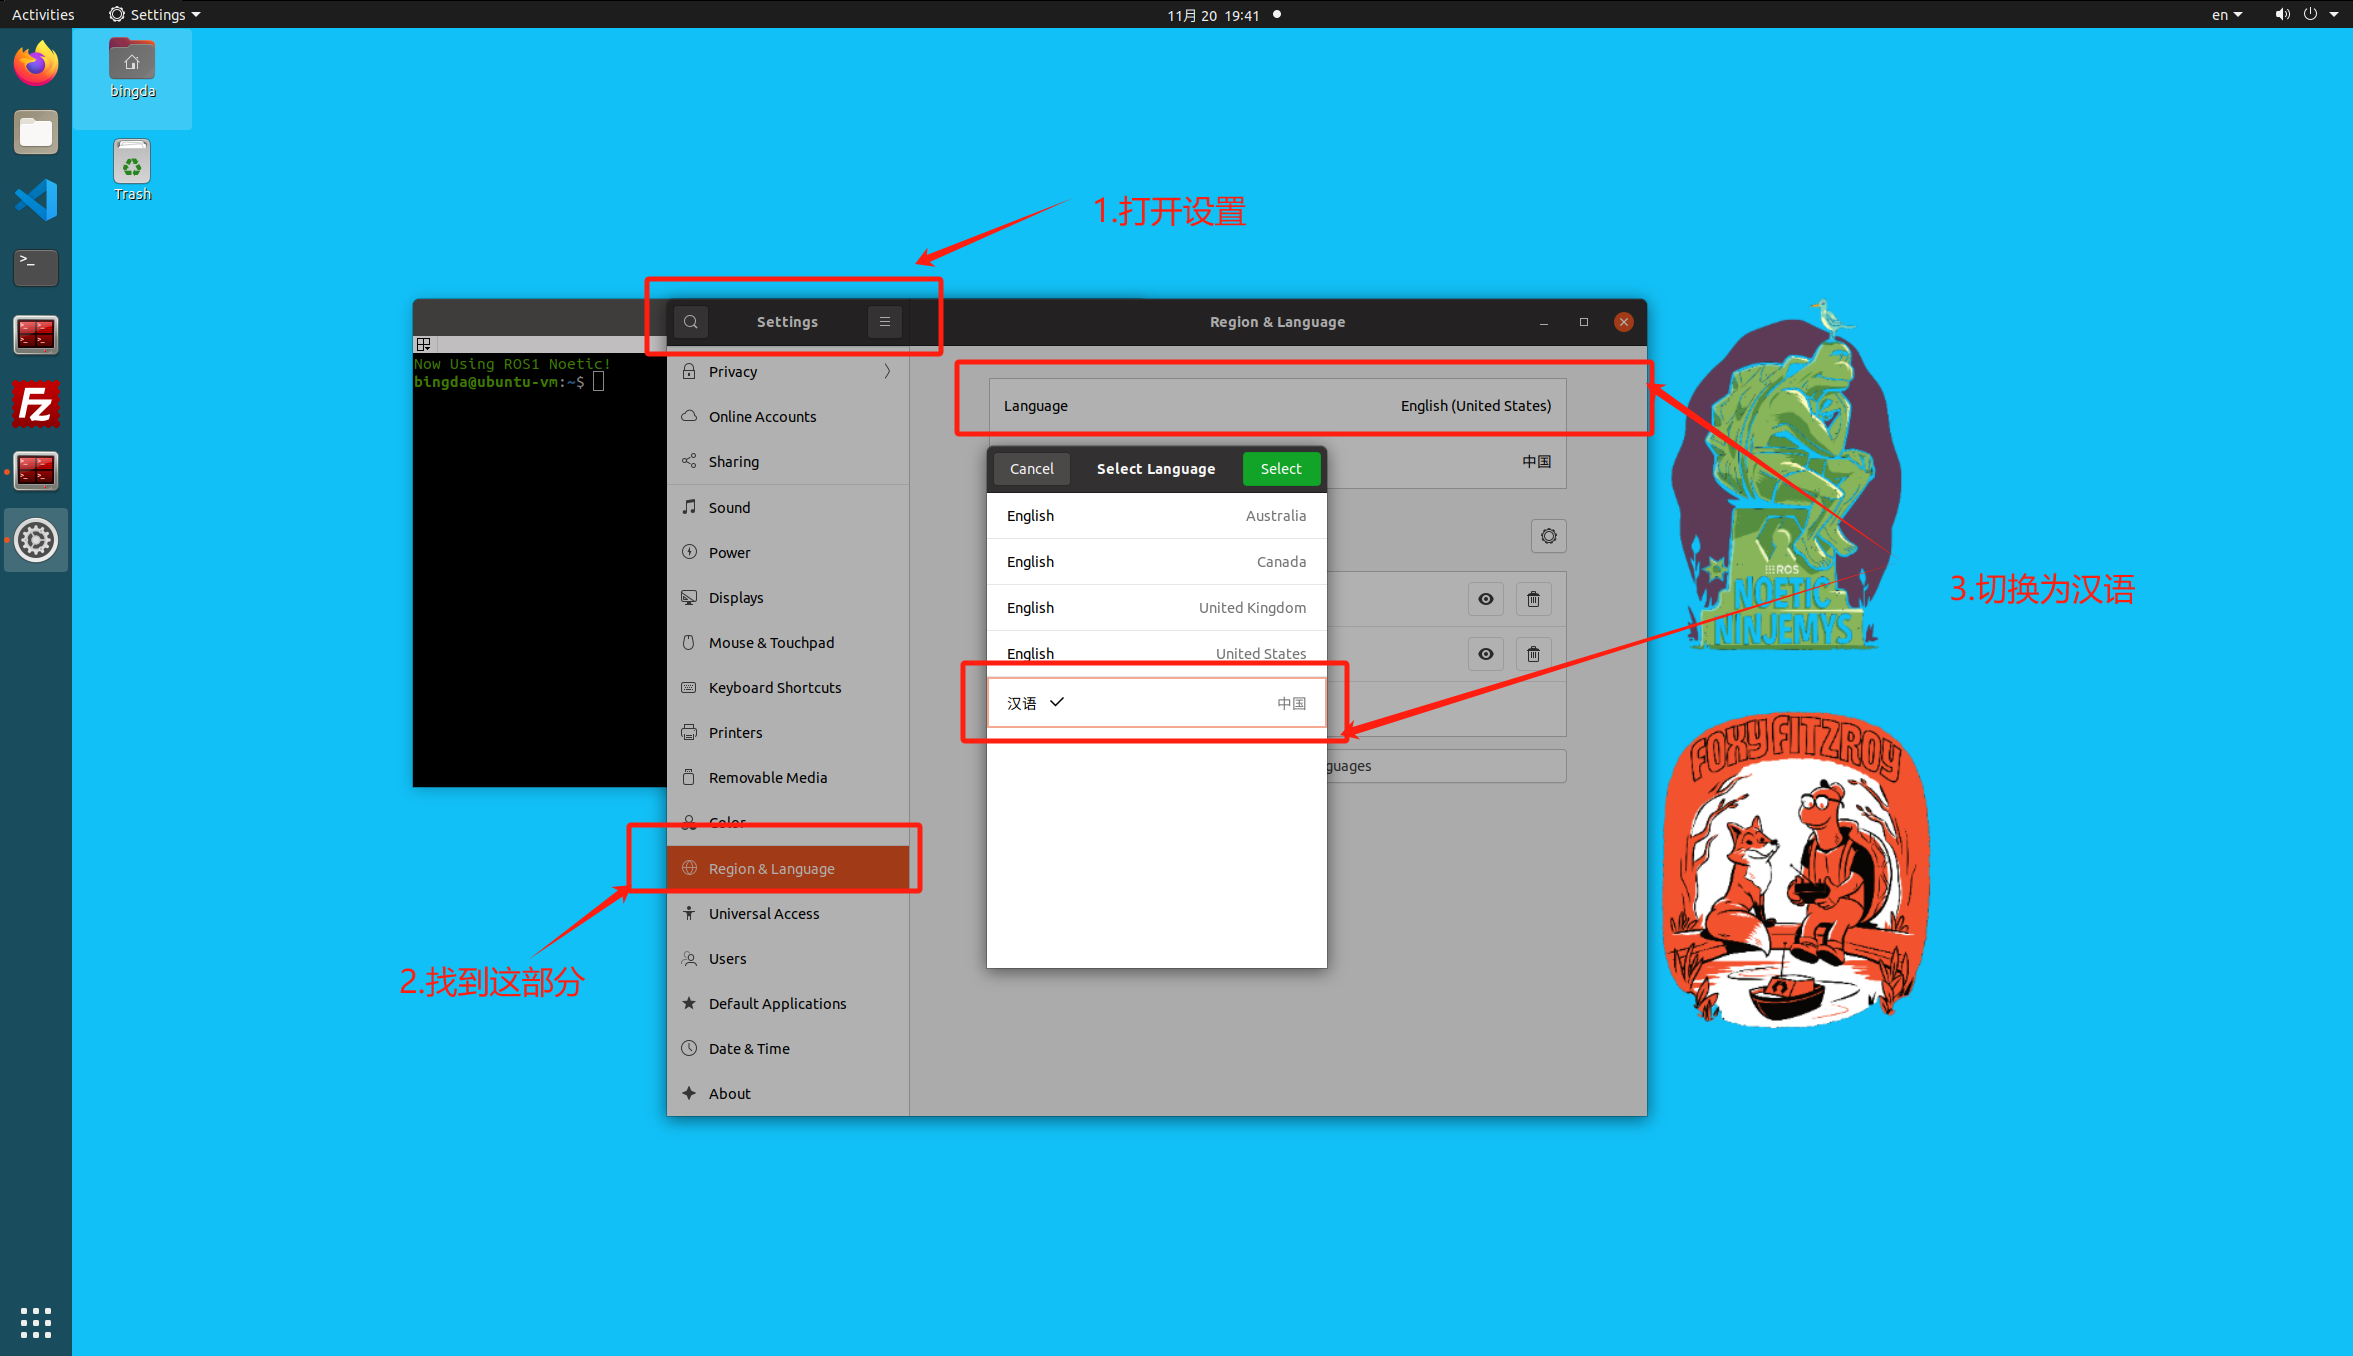 Activities
Settings
11月 20 19:41
en
bingda
Trash
1.打开设置
Settings
Region & Language
Now Using ROS1 Noetic!
bingda@ubuntu-vm:~$
Privacy
Online Accounts
Sharing
Sound
Power
Displays
Mouse & Touchpad
Keyboard Shortcuts
Printers
Removable Media
Color
Region & Language
Universal Access
Users
Default Applications
Date & Time
About
Language English (United States)
中国
Cancel Select Language Select
English Australia
English Canada
English United Kingdom
English United States
汉语 中国
guages
2.找到这部分
3.切换为汉语
ROS
NOETIC
NINJEMYS
FOXY FITZROY